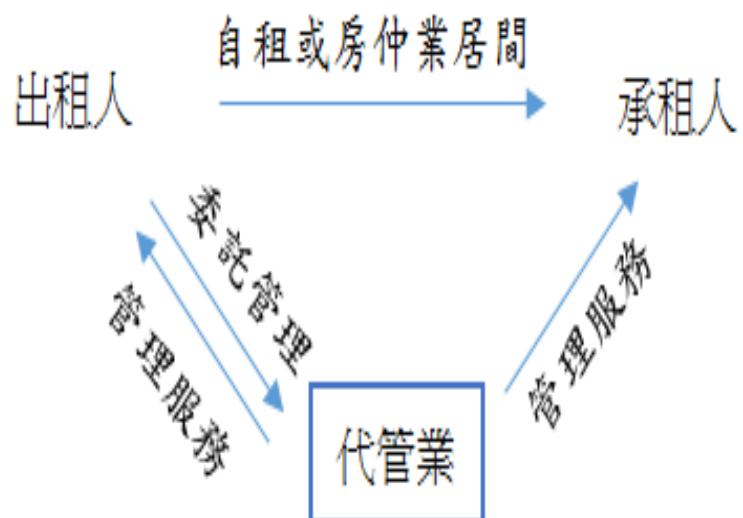 自租或房仲業居間
出租人
承租人
委託管理
管理服務
管理服務
代管業